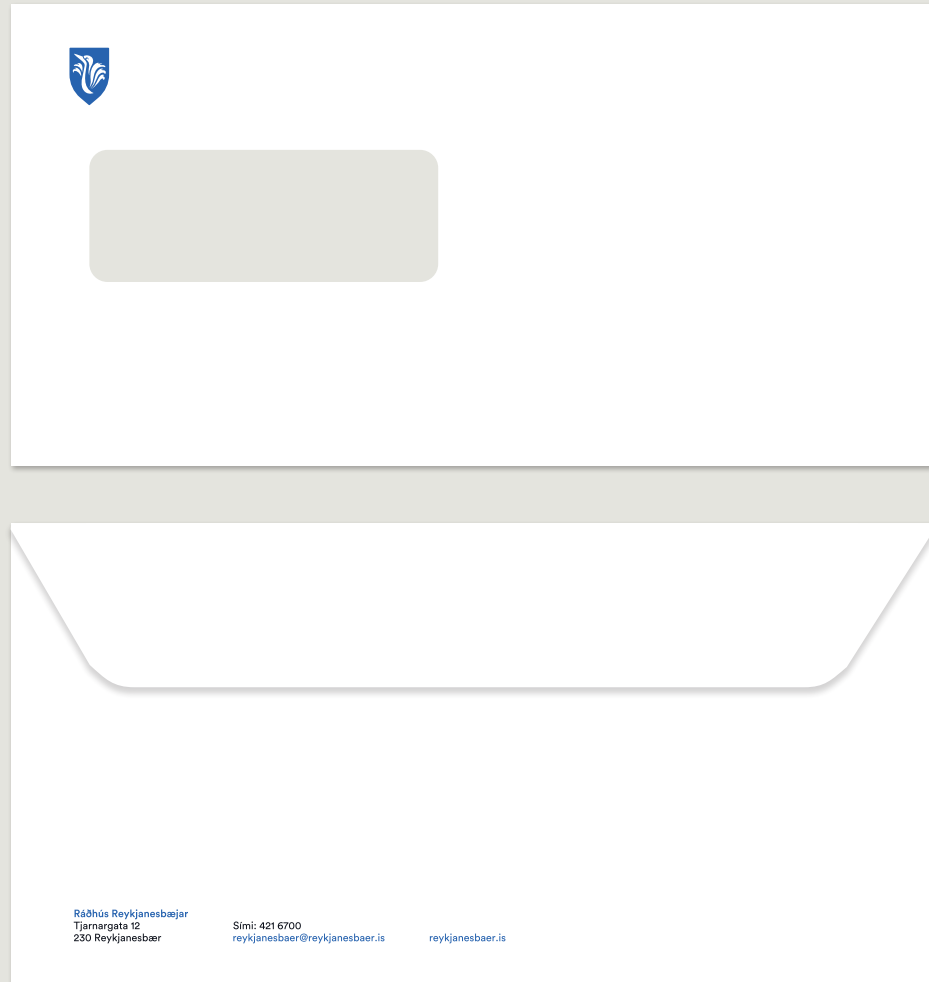 Ráðhús Reykjanesbæjar
Tjarnargata 12
230 Reykjanesbær
Sími: 421 6700
reykjanesbaer@reykjanesbaer.is
reykjanesbaer.is